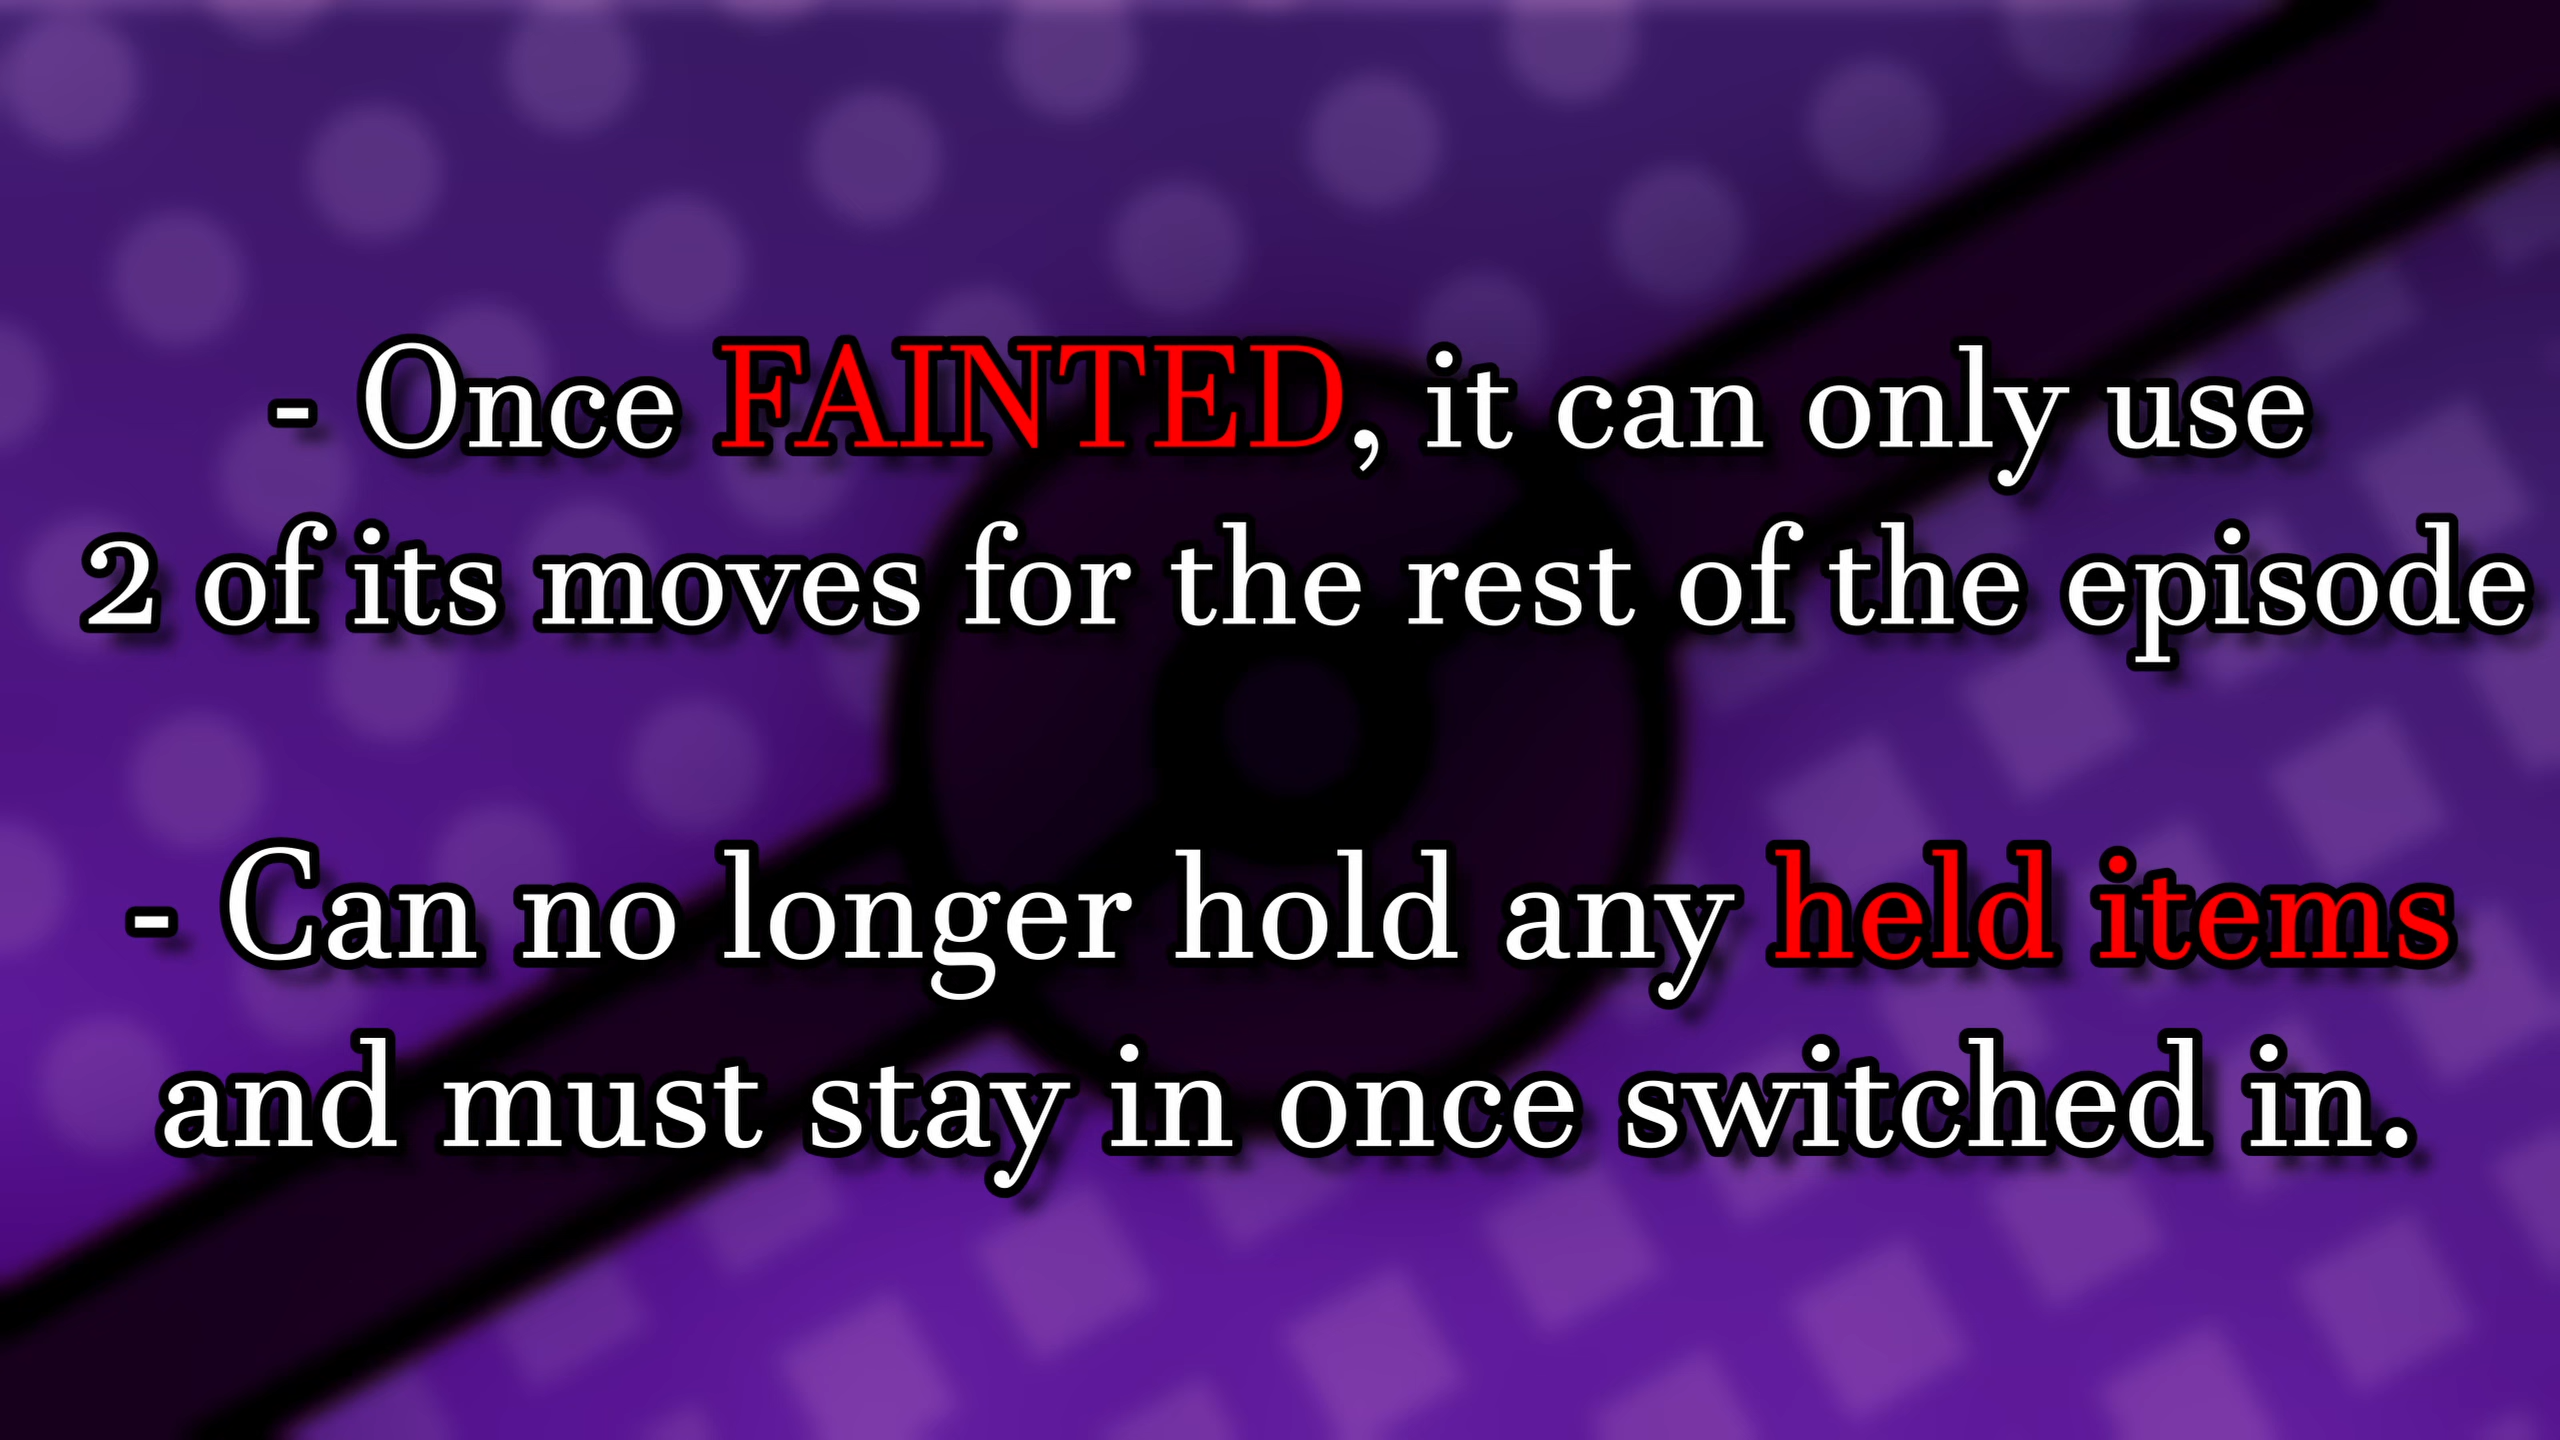 - Once FAINTED, it can only use
2 of its moves for the rest of the episode
- Can no longer hold any held items
and must stay in once switched in.